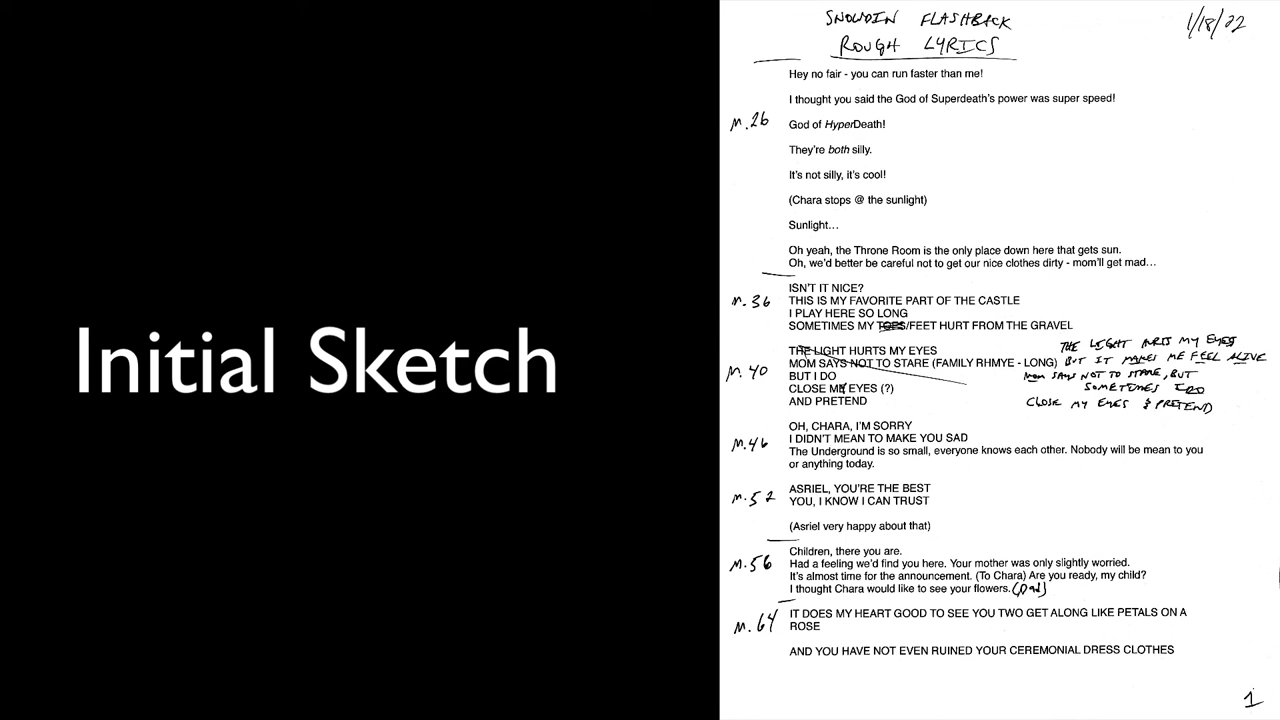 Initial Sketch
SNOWDIN FLASHBACK
1/18/22
ROUGH LYRICS
Hey no fair - you can run faster than me!
I thought you said the God of Superdeath's power was super speed!
m.26
God of HyperDeath!
They're both silly.
It's not silly, it's cool!
(Chara stops @ the sunlight)
Sunlight…
Oh yeah, the Throne Room is the only place down here that gets sun.
Oh, we'd better be careful not to get our nice clothes dirty - mom'll get mad…
ISN'T IT NICE?
m.36
THIS IS MY FAVORITE PART OF THE CASTLE
I PLAY HERE SO LONG
SOMETIMES MY TOES/FEET HURT FROM THE GRAVEL
THE LIGHT HURTS MY EYES
MOM SAYS NOT TO STARE (FAMILY RHMYE - LONG)
m.40
BUT I DO
CLOSE MY EYES (?)
AND PRETEND
THE LIGHT HURTS MY EYES
BUT IT MAKES ME FEEL ALIVE
MOM SAYS NOT TO STARE, BUT
SOMETIMES I DO
CLOSE MY EYES & PRETEND
OH, CHARA, I'M SORRY
m.46
I DIDN'T MEAN TO MAKE YOU SAD
The Underground is so small, everyone knows each other. Nobody will be mean to you
or anything today.
m.52
ASRIEL, YOU'RE THE BEST
YOU, I KNOW I CAN TRUST
(Asriel very happy about that)
Children, there you are.
m.56
Had a feeling we'd find you here. Your mother was only slightly worried.
It's almost time for the announcement. (To Chara) Are you ready, my child?
I thought Chara would like to see your flowers. (Dad)
m.64
IT DOES MY HEART GOOD TO SEE YOU TWO GET ALONG LIKE PETALS ON A
ROSE
AND YOU HAVE NOT EVEN RUINED YOUR CEREMONIAL DRESS CLOTHES
1